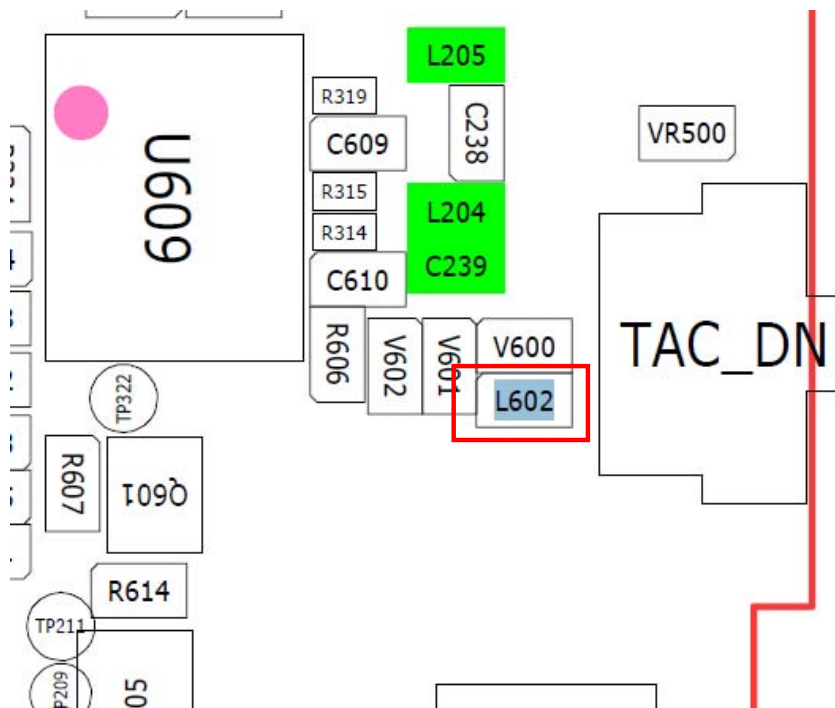 L205
R319
C609
C238
VR500
U609
R315
L204
R314
C239
C610
R606
V602
V601
V600
TAC_DN
L602
TP322
R607
Q601
R614
TP211
P209
05